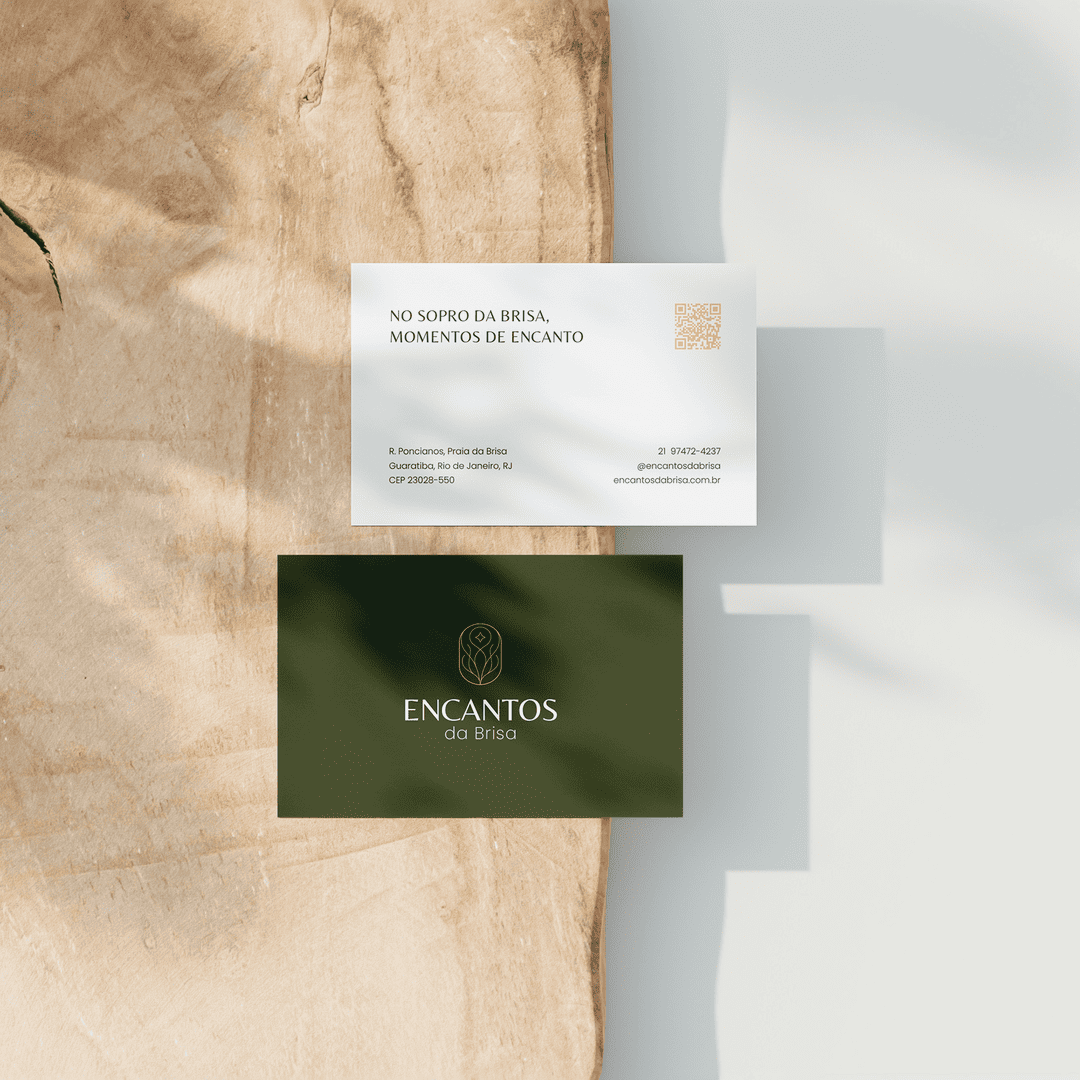 NO SOPRO DA BRISA,
MOMENTOS DE ENCANTO
R. Poncianos, Praia da Brisa
Guaratiba, Rio de Janeiro, RJ
CEP 23028-550
21 97472-4237
@encantosdabrisa
encantosdabrisa.com.br
ENCANTOS
da Brisa